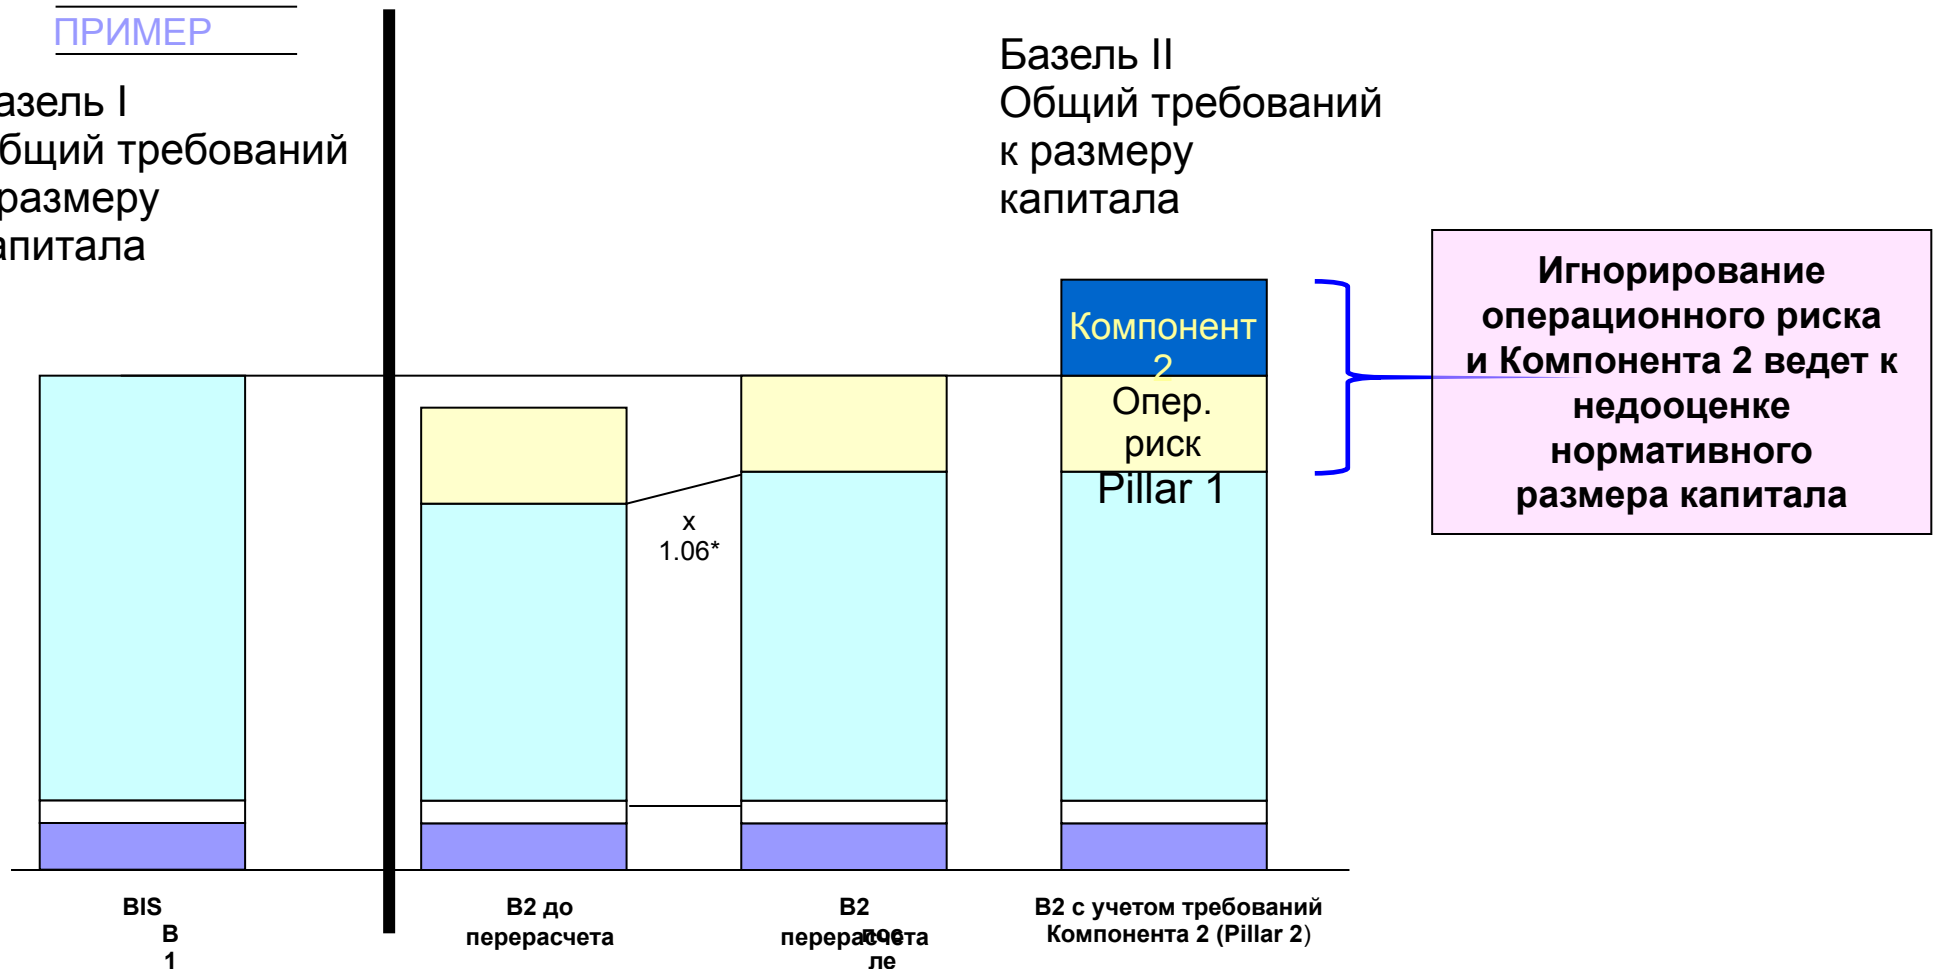 ПРИМЕР
азель I
бщий требований
размеру
апитала
Базель II
Общий требований
к размеру
капитала
Компонент
2
Опер.
риск
Pillar 1
x
1.06*
Игнорирование
операционного риска
и Компонента 2 ведет к
недооценке
нормативного
размера капитала
BIS
B
1
B2 до
перерасчета
B2
после
перерасчета
B2 с учетом требований
Компонента 2 (Pillar 2)